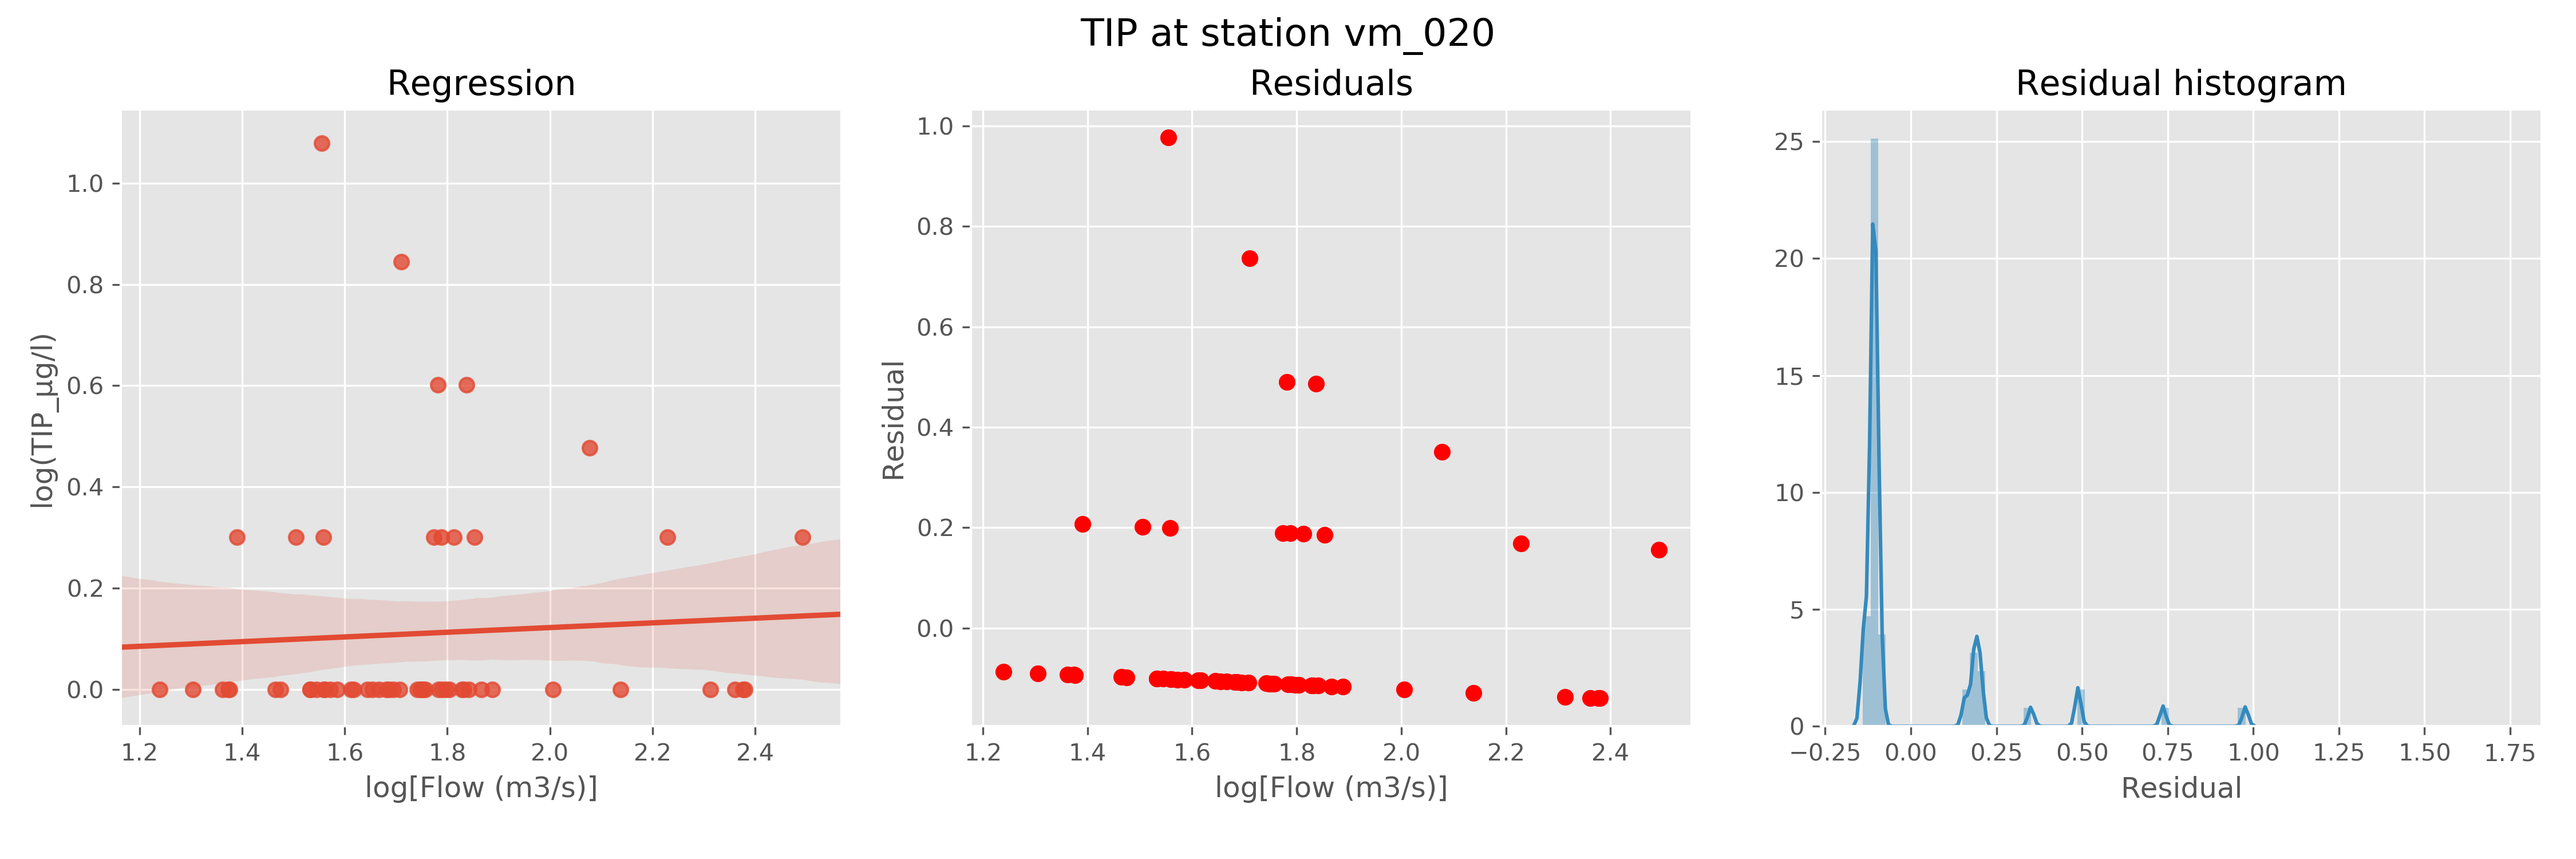 TIP at station vm_020
Regression
1.0
0.8
0.6
0.4
0.2
0.0
log(TIP_µg/l)
1.2 1.4 1.6 1.8 2.0 2.2 2.4
log[Flow (m3/s)]
Residuals
1.0
0.8
0.6
0.4
0.2
0.0
Residual
1.2 1.4 1.6 1.8 2.0 2.2 2.4
log[Flow (m3/s)]
Residual histogram
25
20
15
10
5
0
−0.25 0.00 0.25 0.50 0.75 1.00 1.25 1.50 1.75
Residual